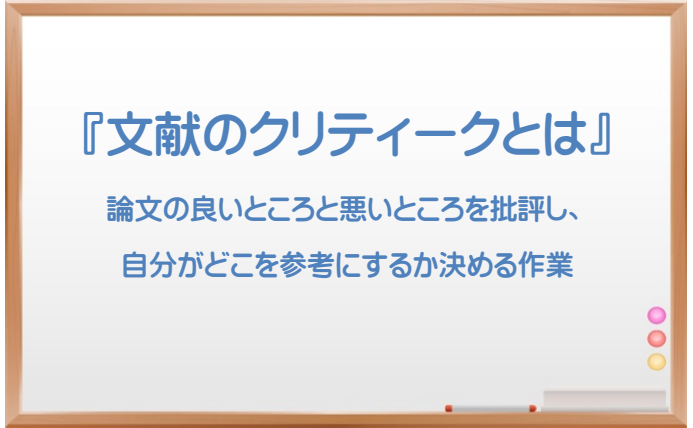 『文献のクリティークとは』
論文の良いところと悪いところを批評し、
自分がどこを参考にするか決める作業